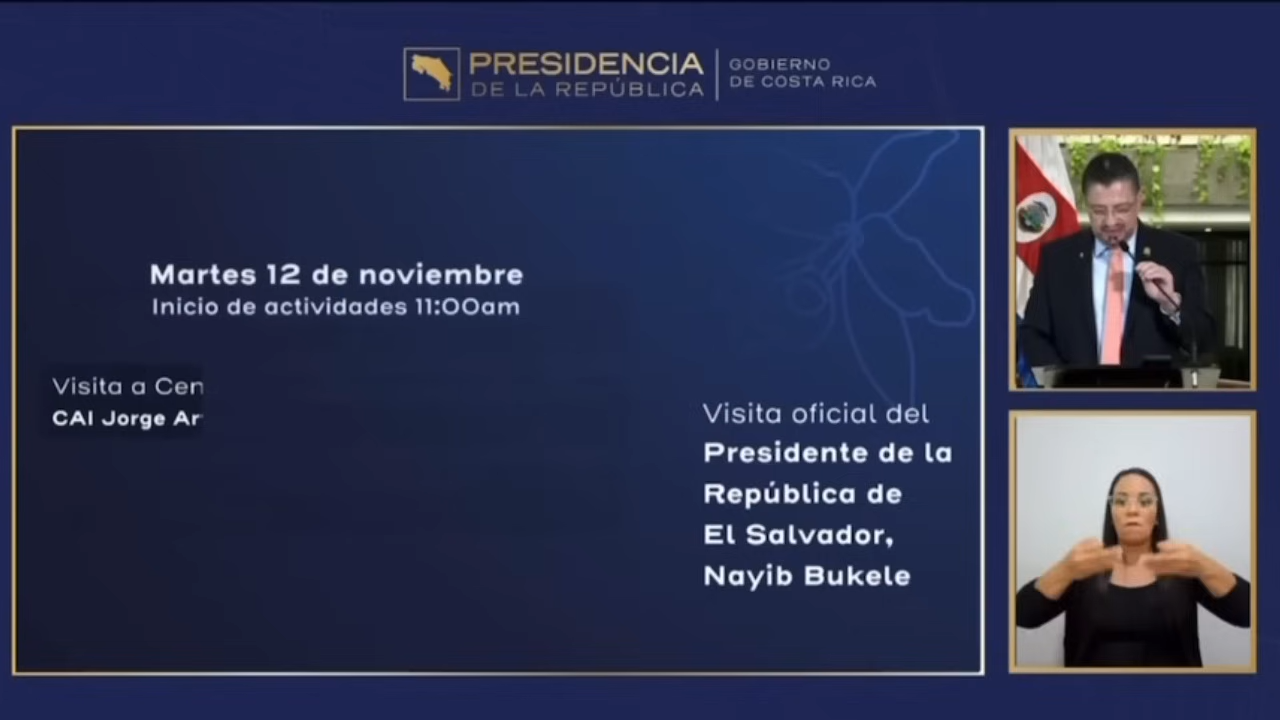 PRESIDENCIA
DE LA REPÚBLICA
GOBIERNO
DE COSTA RICA
Martes 12 de noviembre
Inicio de actividades 11:00am
Visita a Cen
CAI Jorge Ar
Visita oficial del
Presidente de la
República de
El Salvador,
Nayib Bukele